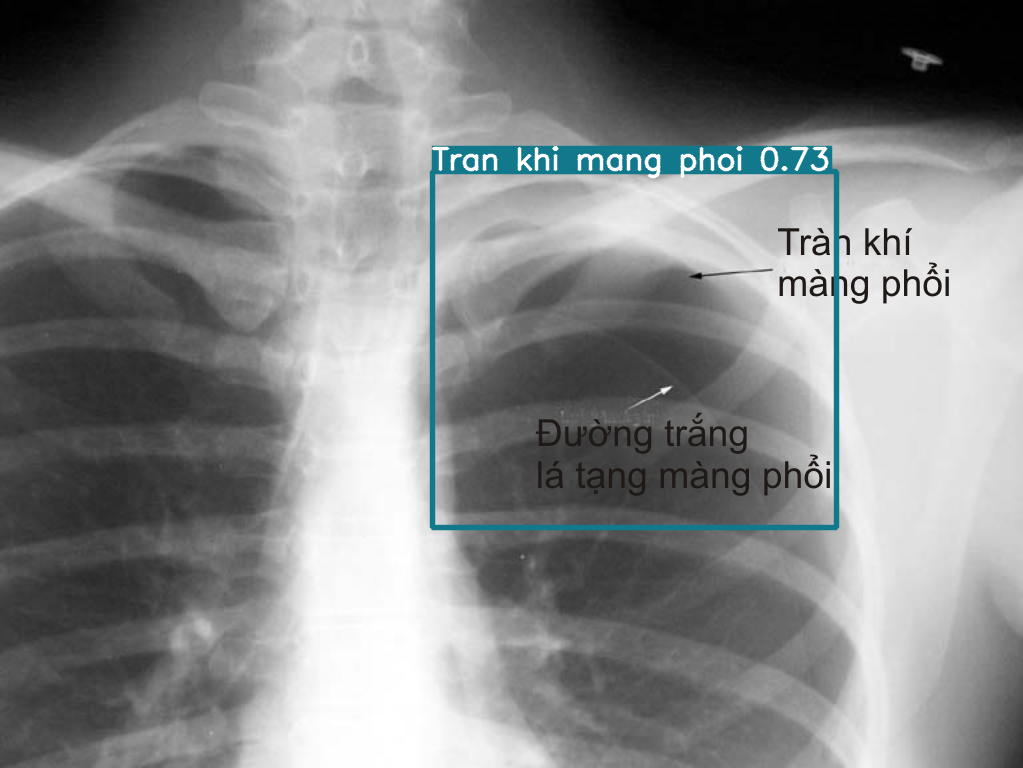 Tran khi mang phoi 0.73
Tràn khí
màng phổi
Đường trắng
lá tạng màng phổi